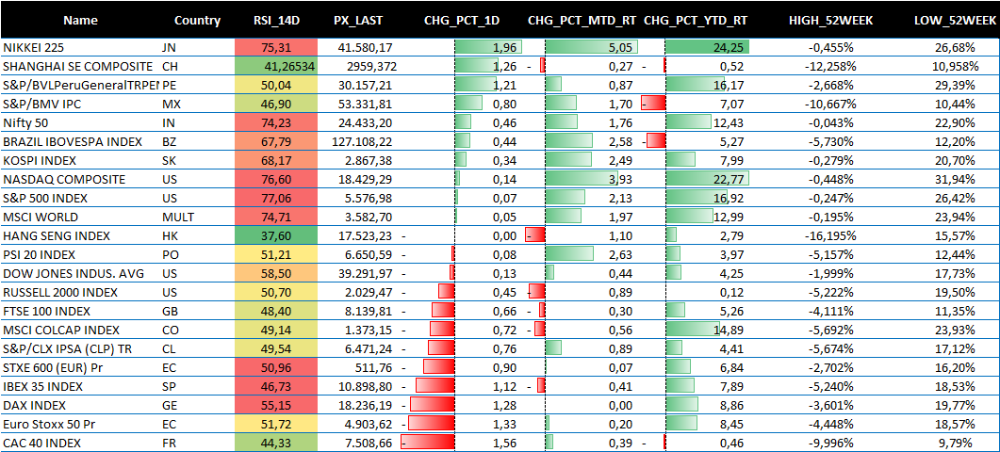 Name Country RSI_14D PX_LAST CHG_PCT_1D CHG_PCT_MTD_RT CHG_PCT_YTD_RT HIGH_52WEEK LOW_52WEEK
NIKKEI 225 JN 75,31 41.580,17 1,96 5,05 24,25 -0,455% 26,68%
SHANGHAI SE COMPOSITE CH 41,26534 2959,372 1,26 - 0,27 - 0,52 -12,258% 10,958%
S&P/BVLPeruGeneralTRPEN PE 50,04 30.157,21 1,21 0,87 16,17 -2,668% 29,39%
S&P/BMV IPC MX 46,90 53.331,81 0,80 1,70 - 7,07 -10,667% 10,44%
Nifty 50 IN 74,23 24.433,20 0,46 1,76 12,43 -0,043% 22,90%
BRAZIL IBOVESPA INDEX BZ 67,79 127.108,22 0,44 2,58 - 5,27 -5,730% 12,20%
KOSPI INDEX SK 68,17 2.867,38 0,34 2,49 7,99 -0,279% 20,70%
NASDAQ COMPOSITE US 76,60 18.429,29 0,14 3,93 22,77 -0,448% 31,94%
S&P 500 INDEX US 77,06 5.576,98 0,07 2,13 16,92 -0,247% 26,42%
MSCI WORLD MULT 74,71 3.582,70 0,05 1,97 12,99 -0,195% 23,94%
HANG SENG INDEX HK 37,60 17.523,23 - 0,00 - 1,10 2,79 -16,195% 15,57%
PSI 20 INDEX PO 51,21 6.650,59 - 0,08 2,63 3,97 -5,157% 12,44%
DOW JONES INDUS. AVG US 58,50 39.291,97 - 0,13 0,44 4,25 -1,999% 17,73%
RUSSELL 2000 INDEX US 50,70 2.029,47 - 0,45 - 0,89 0,12 -5,222% 19,50%
FTSE 100 INDEX GB 48,40 8.139,81 - 0,66 - 0,30 5,26 -4,111% 11,35%
MSCI COLCAP INDEX CO 49,14 1.373,15 - 0,72 - 0,56 14,89 -5,692% 23,93%
S&P/CLX IPSA (CLP) TR CL 49,54 6.471,24 - 0,76 0,89 4,41 -5,674% 17,12%
STXE 600 (EUR) Pr EC 50,96 511,76 - 0,90 0,07 6,84 -2,702% 16,20%
IBEX 35 INDEX SP 46,73 10.898,80 - 1,12 - 0,41 7,89 -5,240% 18,53%
DAX INDEX GE 55,15 18.236,19 - 1,28 0,00 8,86 -3,601% 19,77%
Euro Stoxx 50 Pr EC 51,72 4.903,62 - 1,33 0,20 8,45 -4,448% 18,57%
CAC 40 INDEX FR 44,33 7.508,66 - 1,56 0,39 - 0,46 -9,996% 9,79%